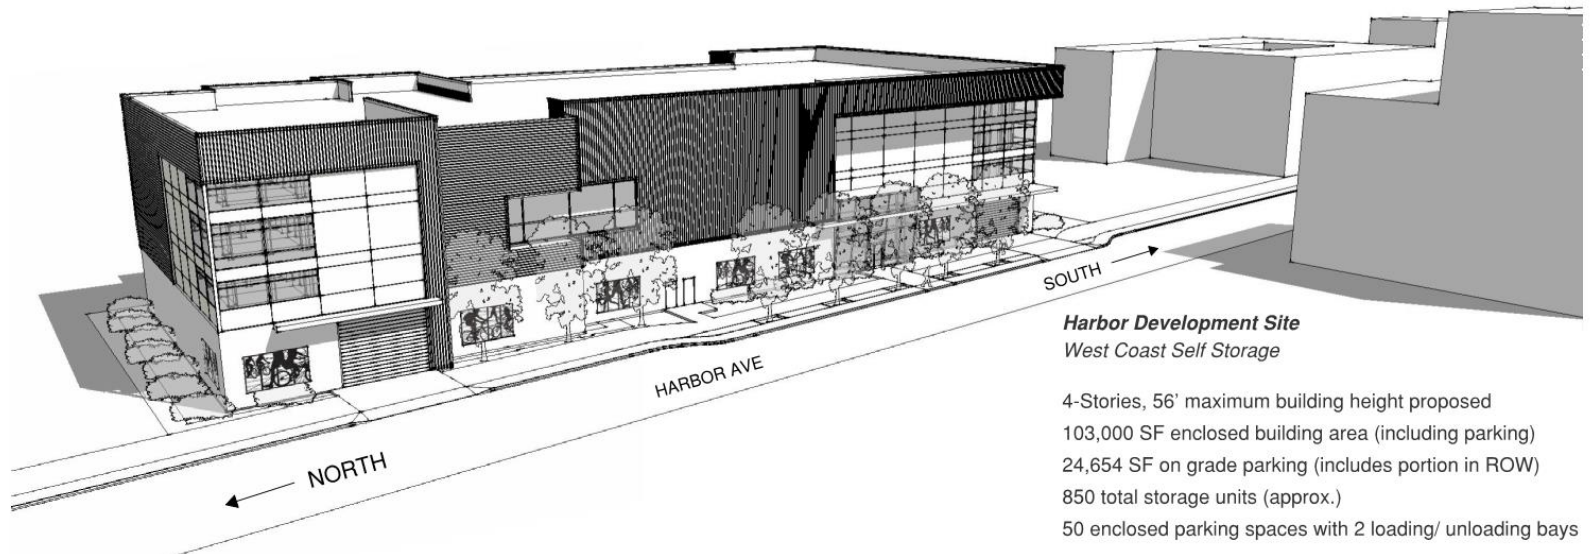 SOUTH
HARBOR AVE
NORTH
Harbor Development Site
West Coast Self Storage
4-Stories, 56' maximum building height proposed
103,000 SF enclosed building area (including parking)
24,654 SF on grade parking (includes portion in ROW)
850 total storage units (approx.)
50 enclosed parking spaces with 2 loading/ unloading bays